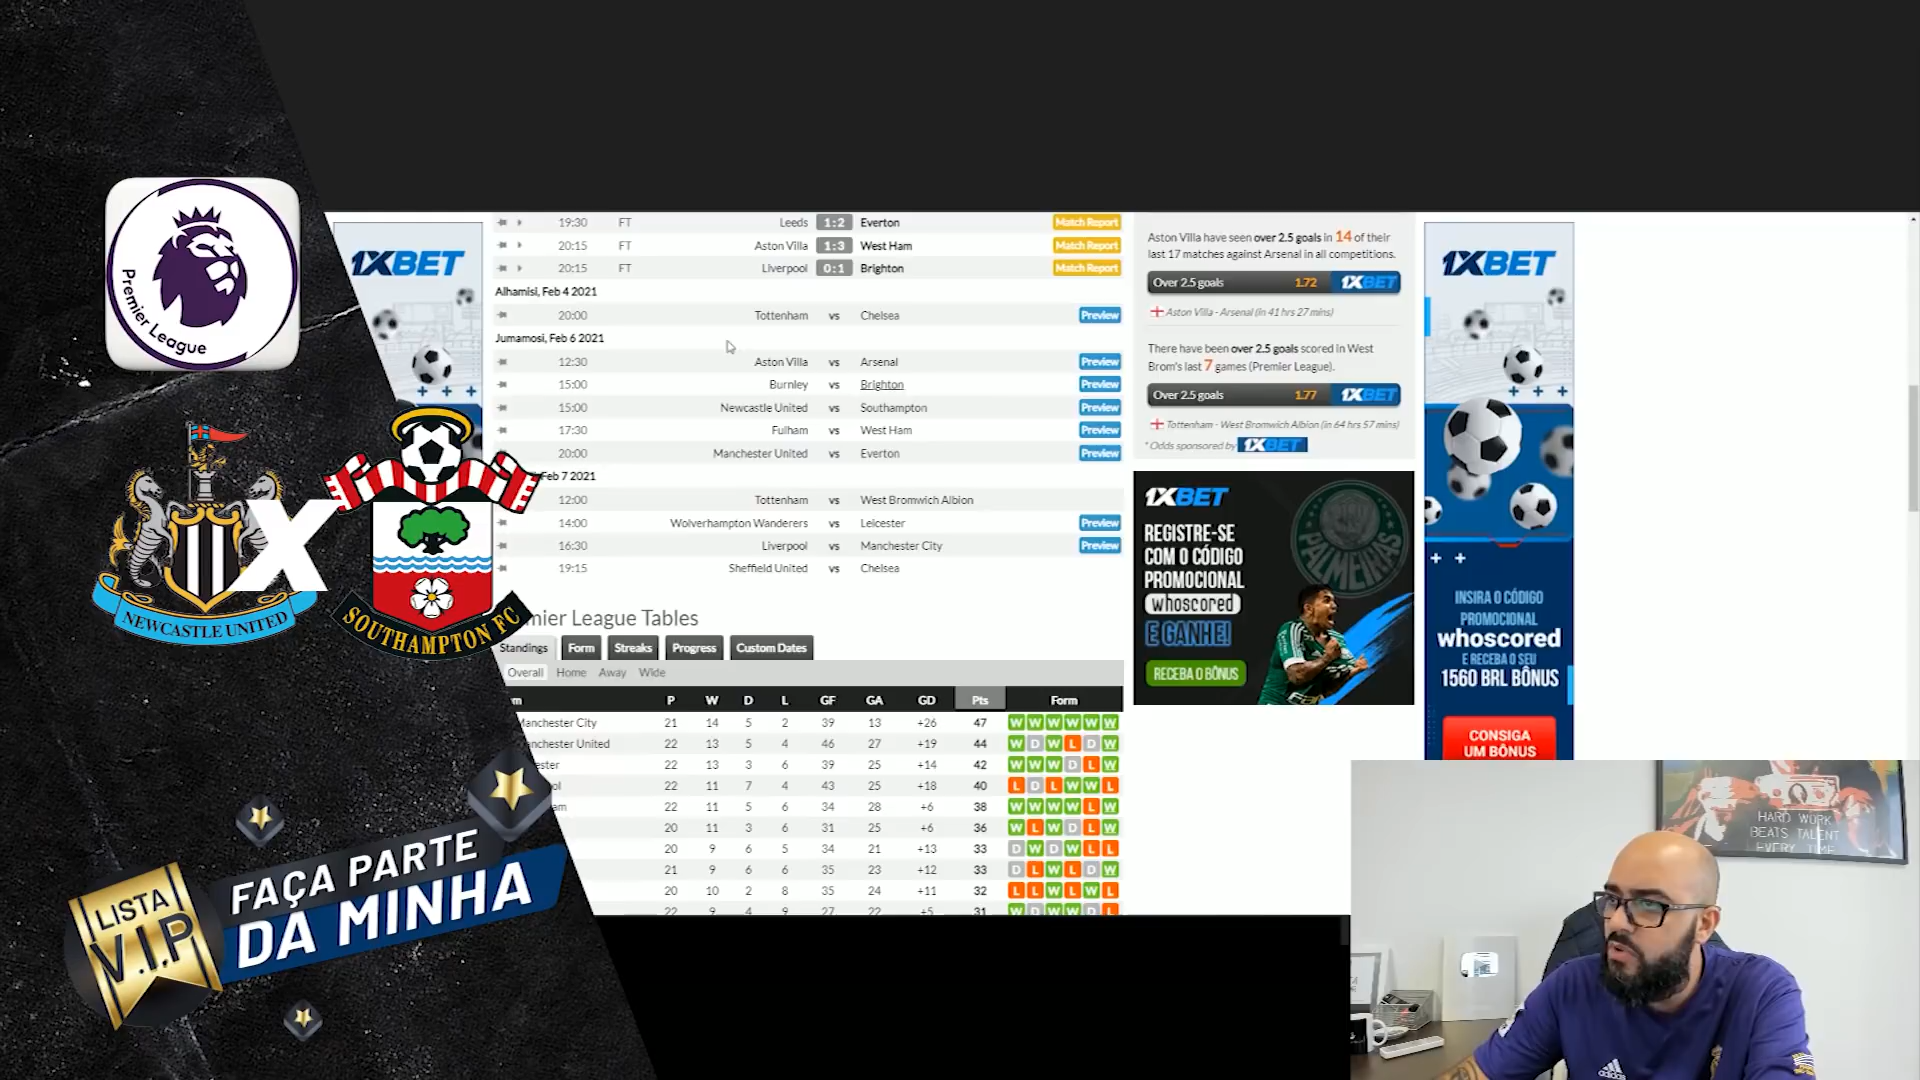 Premier League
NEWCASTLE UNITED
X
SOUTHAMPTON FC
LISTA
V.I.P
FAÇA PARTE
DA MINHA
1XBET
19:30 FT Leeds 1:2 Everton Match Report
20:15 FT Aston Villa 1:3 West Ham Match Report
20:15 FT Liverpool 0:1 Brighton Match Report
Alhamisi, Feb 4 2021
20:00 Tottenham vs Chelsea Preview
Jumamosi, Feb 6 2021
12:30 Aston Villa vs Arsenal Preview
15:00 Burnley vs Brighton Preview
15:00 Newcastle United vs Southampton Preview
17:30 Fulham vs West Ham Preview
20:00 Manchester United vs Everton Preview
Feb 7 2021
12:00 Tottenham vs West Bromwich Albion
14:00 Wolverhampton Wanderers vs Leicester Preview
16:30 Liverpool vs Manchester City Preview
19:15 Sheffield United vs Chelsea
mier League Tables
Standings Form Streaks Progress Custom Dates
Overall Home Away Wide
m P W D L GF GA GD Pts Form
Manchester City 21 14 5 2 39 13 +26 47 W W W W W W
nchester United 22 13 5 4 46 27 +19 44 W D W L D W
ester 22 13 3 6 39 25 +14 42 W W W D L W
ol 22 11 7 4 43 25 +18 40 L D L W W L
am 22 11 5 6 34 28 +6 38 W W W W L W
20 11 3 6 31 25 +6 36 W L W D L W
20 9 6 5 34 21 +13 33 D W D W L L
21 9 6 6 35 23 +12 33 D L W L D W
20 10 2 8 35 24 +11 32 L L W L W L
22 9 4 9 27 22 +5 31 W D W W D L
Aston Villa have seen over 2.5 goals in 14 of their
last 17 matches against Arsenal in all competitions.
Over 2.5 goals 1.72 1XBET
Aston Villa - Arsenal (in 41 hrs 27 mins)
There have been over 2.5 goals scored in West
Brom's last 7 games (Premier League).
Over 2.5 goals 1.77 1XBET
Tottenham - West Bromwich Albion (in 64 hrs 57 mins)
* Odds sponsored by 1XBET
1XBET
REGISTRE-SE
COM O CÓDIGO
PROMOCIONAL
whoscored
E GANHE!
RECEBA O BÔNUS
PALMEIRAS
1XBET
INSIRA O CÓDIGO
PROMOCIONAL
whoscored
E RECEBA O SEU
1560 BRL BÔNUS
CONSIGA
UM BÔNUS
HARD WORK
BEATS TALENT
EVERY TIME
adidas